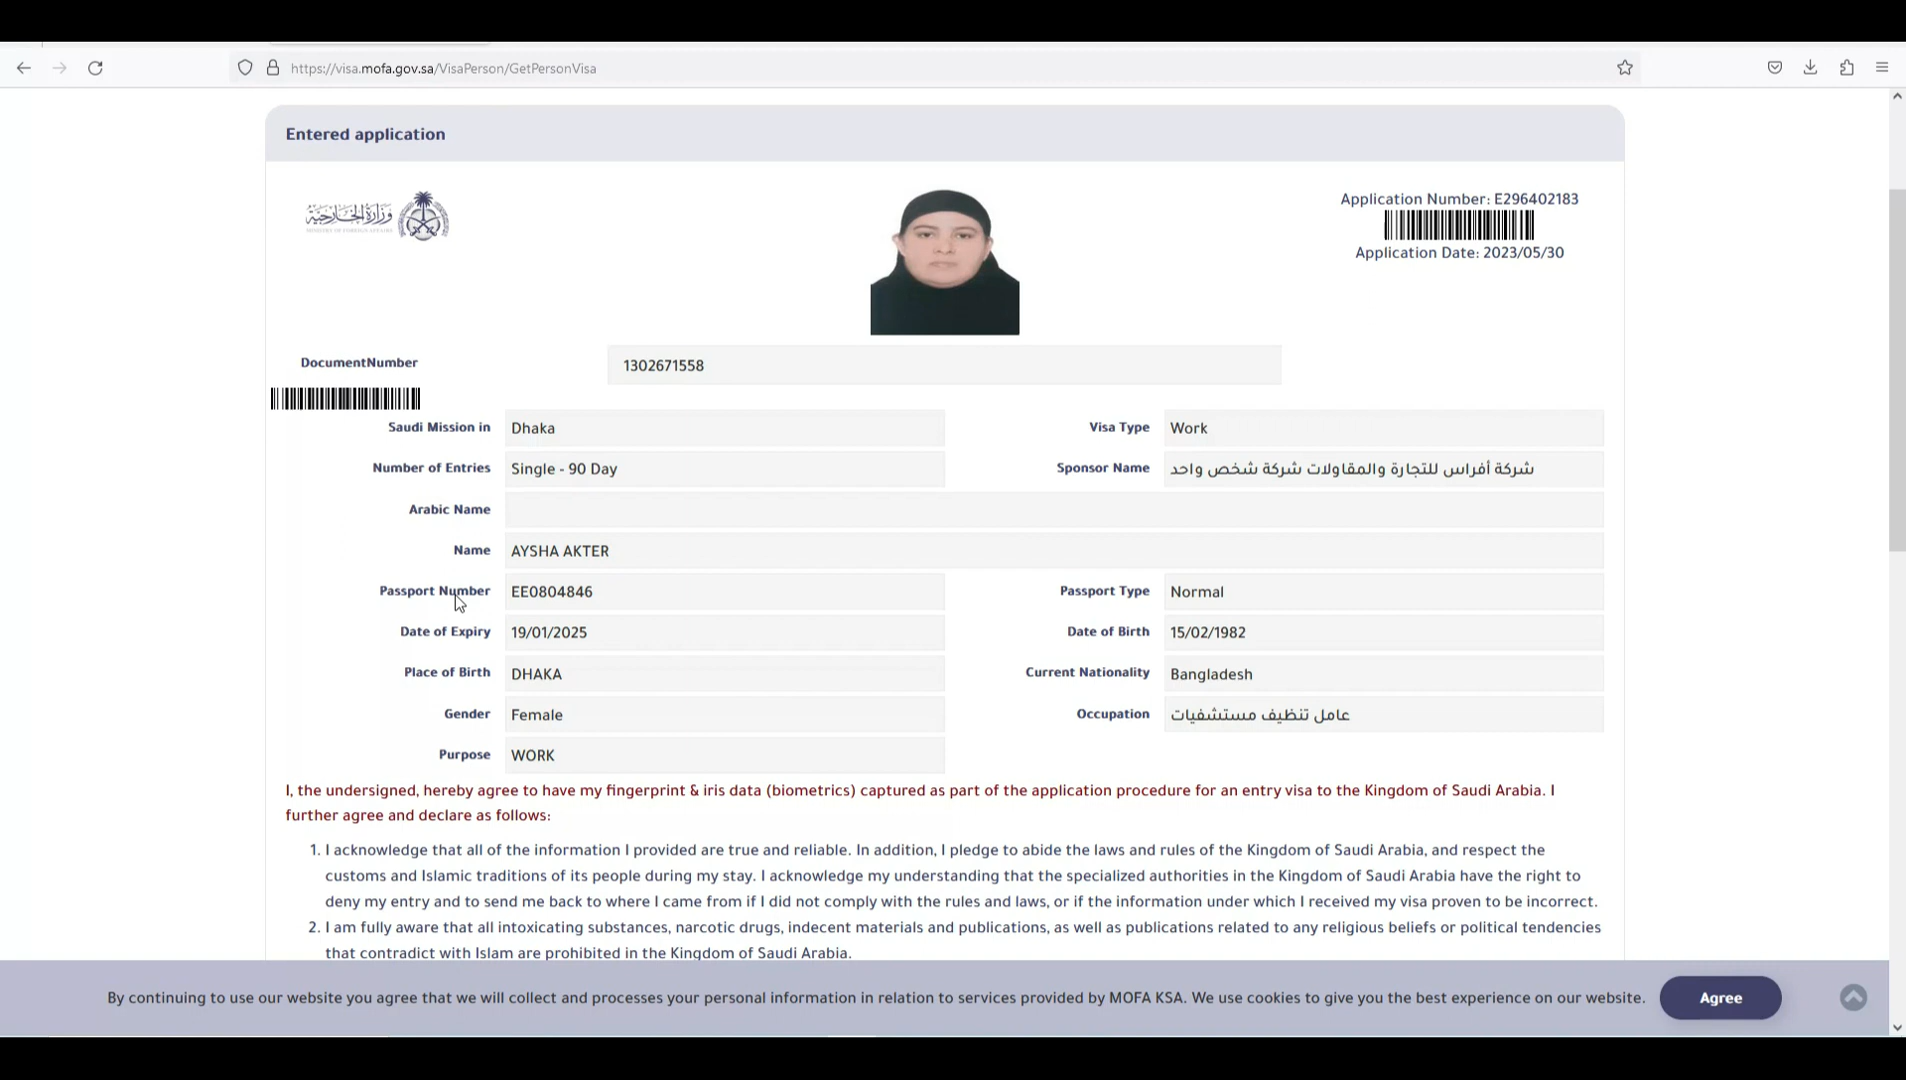 https://visa.mofa.gov.sa/VisaPerson/GetPersonVisa
Entered application
وزارة الخارجية
MINISTRY OF FOREIGN AFFAIRS
Application Number: E296402183
Application Date: 2023/05/30
DocumentNumber 1302671558
Saudi Mission in Dhaka Visa Type Work
Number of Entries Single - 90 Day Sponsor Name شركة أفراس للتجارة والمقاولات شركة شخص واحد
Arabic Name
Name AYSHA AKTER
Passport Number EE0804846 Passport Type Normal
Date of Expiry 19/01/2025 Date of Birth 15/02/1982
Place of Birth DHAKA Current Nationality Bangladesh
Gender Female Occupation عامل تنظيف مستشفيات
Purpose WORK
I, the undersigned, hereby agree to have my fingerprint & iris data (biometrics) captured as part of the application procedure for an entry visa to the Kingdom of Saudi Arabia. I
further agree and declare as follows:
1. I acknowledge that all of the information I provided are true and reliable. In addition, I pledge to abide the laws and rules of the Kingdom of Saudi Arabia, and respect the
customs and Islamic traditions of its people during my stay. I acknowledge my understanding that the specialized authorities in the Kingdom of Saudi Arabia have the right to
deny my entry and to send me back to where I came from if I did not comply with the rules and laws, or if the information under which I received my visa proven to be incorrect.
2. I am fully aware that all intoxicating substances, narcotic drugs, indecent materials and publications, as well as publications related to any religious beliefs or political tendencies
that contradict with Islam are prohibited in the Kingdom of Saudi Arabia.
By continuing to use our website you agree that we will collect and processes your personal information in relation to services provided by MOFA KSA. We use cookies to give you the best experience on our website. Agree